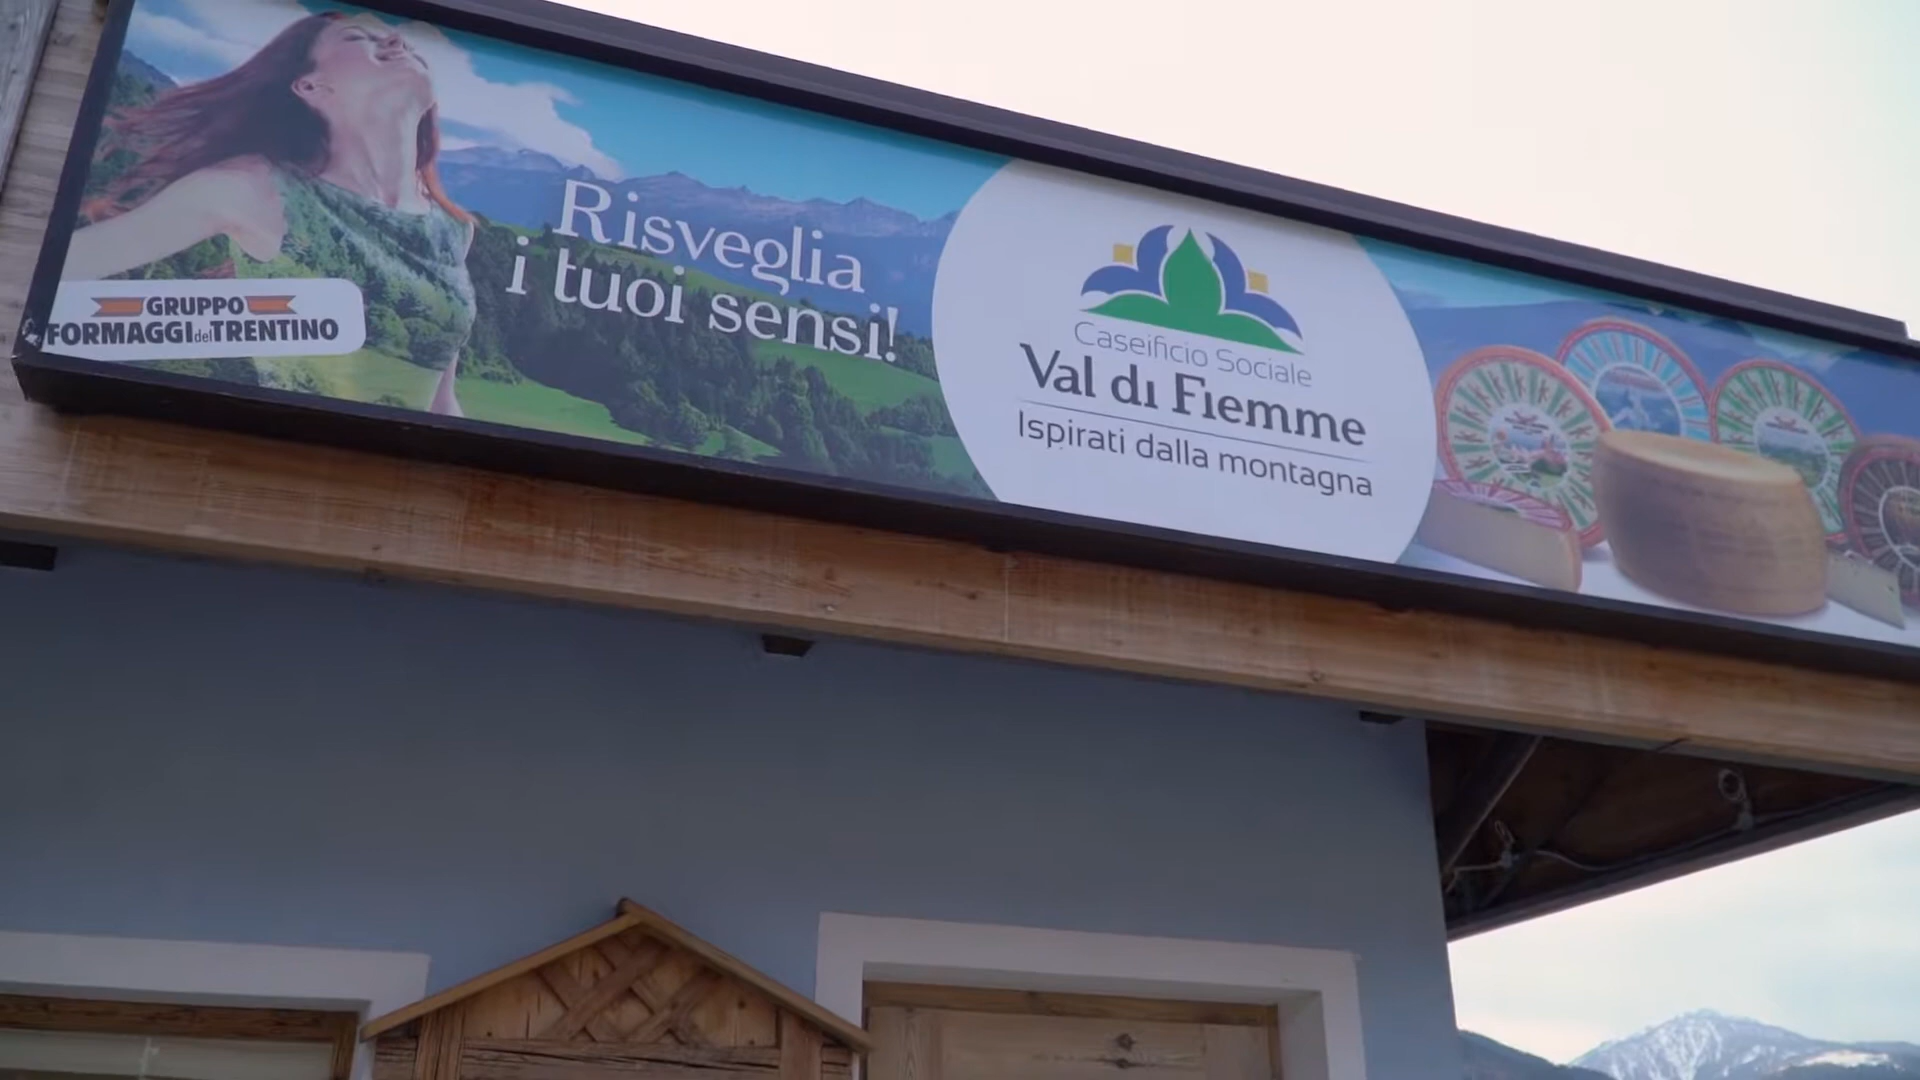 Risveglia
i tuoi sensi!
GRUPPO
FORMAGGI del TRENTINO
Caseificio Sociale
Val di Fiemme
Ispirati dalla montagna